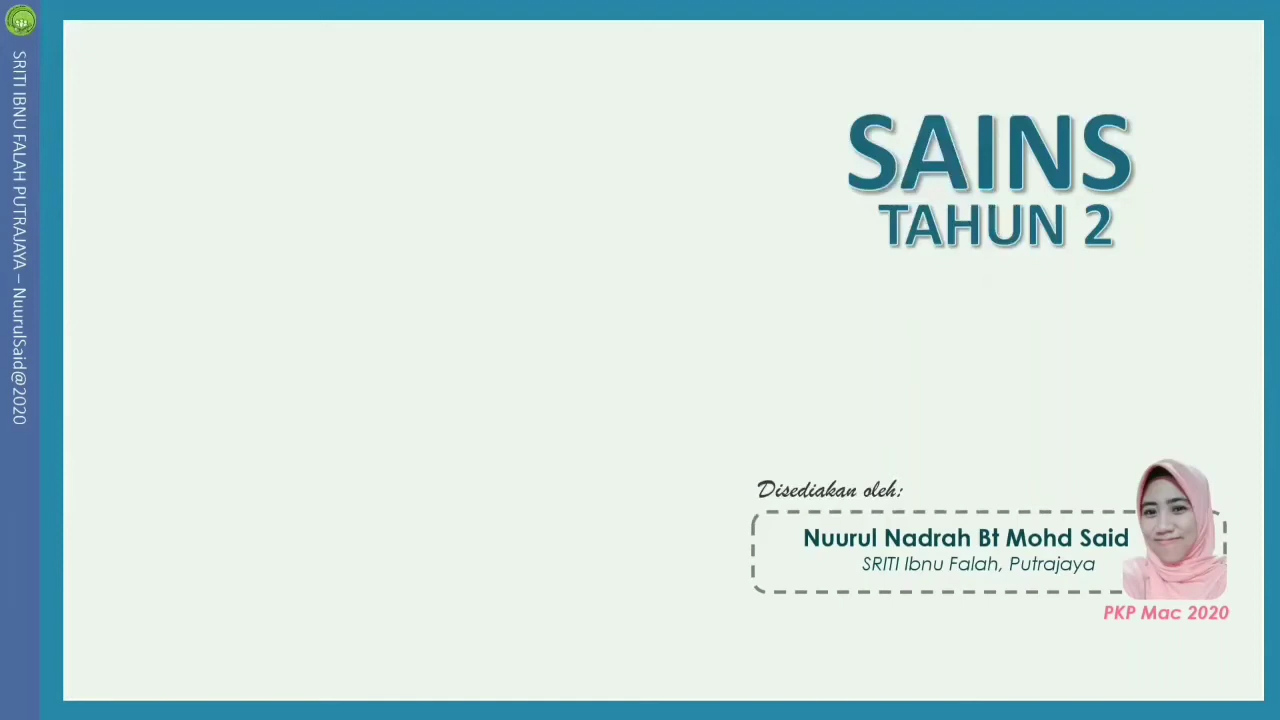 SRITI IBNU FALAH PUTRAJAYA – NuurulSaid@2020
SAINS
TAHUN 2
Disediakan oleh:
Nuurul Nadrah Bt Mohd Said
SRITI Ibnu Falah, Putrajaya
PKP Mac 2020